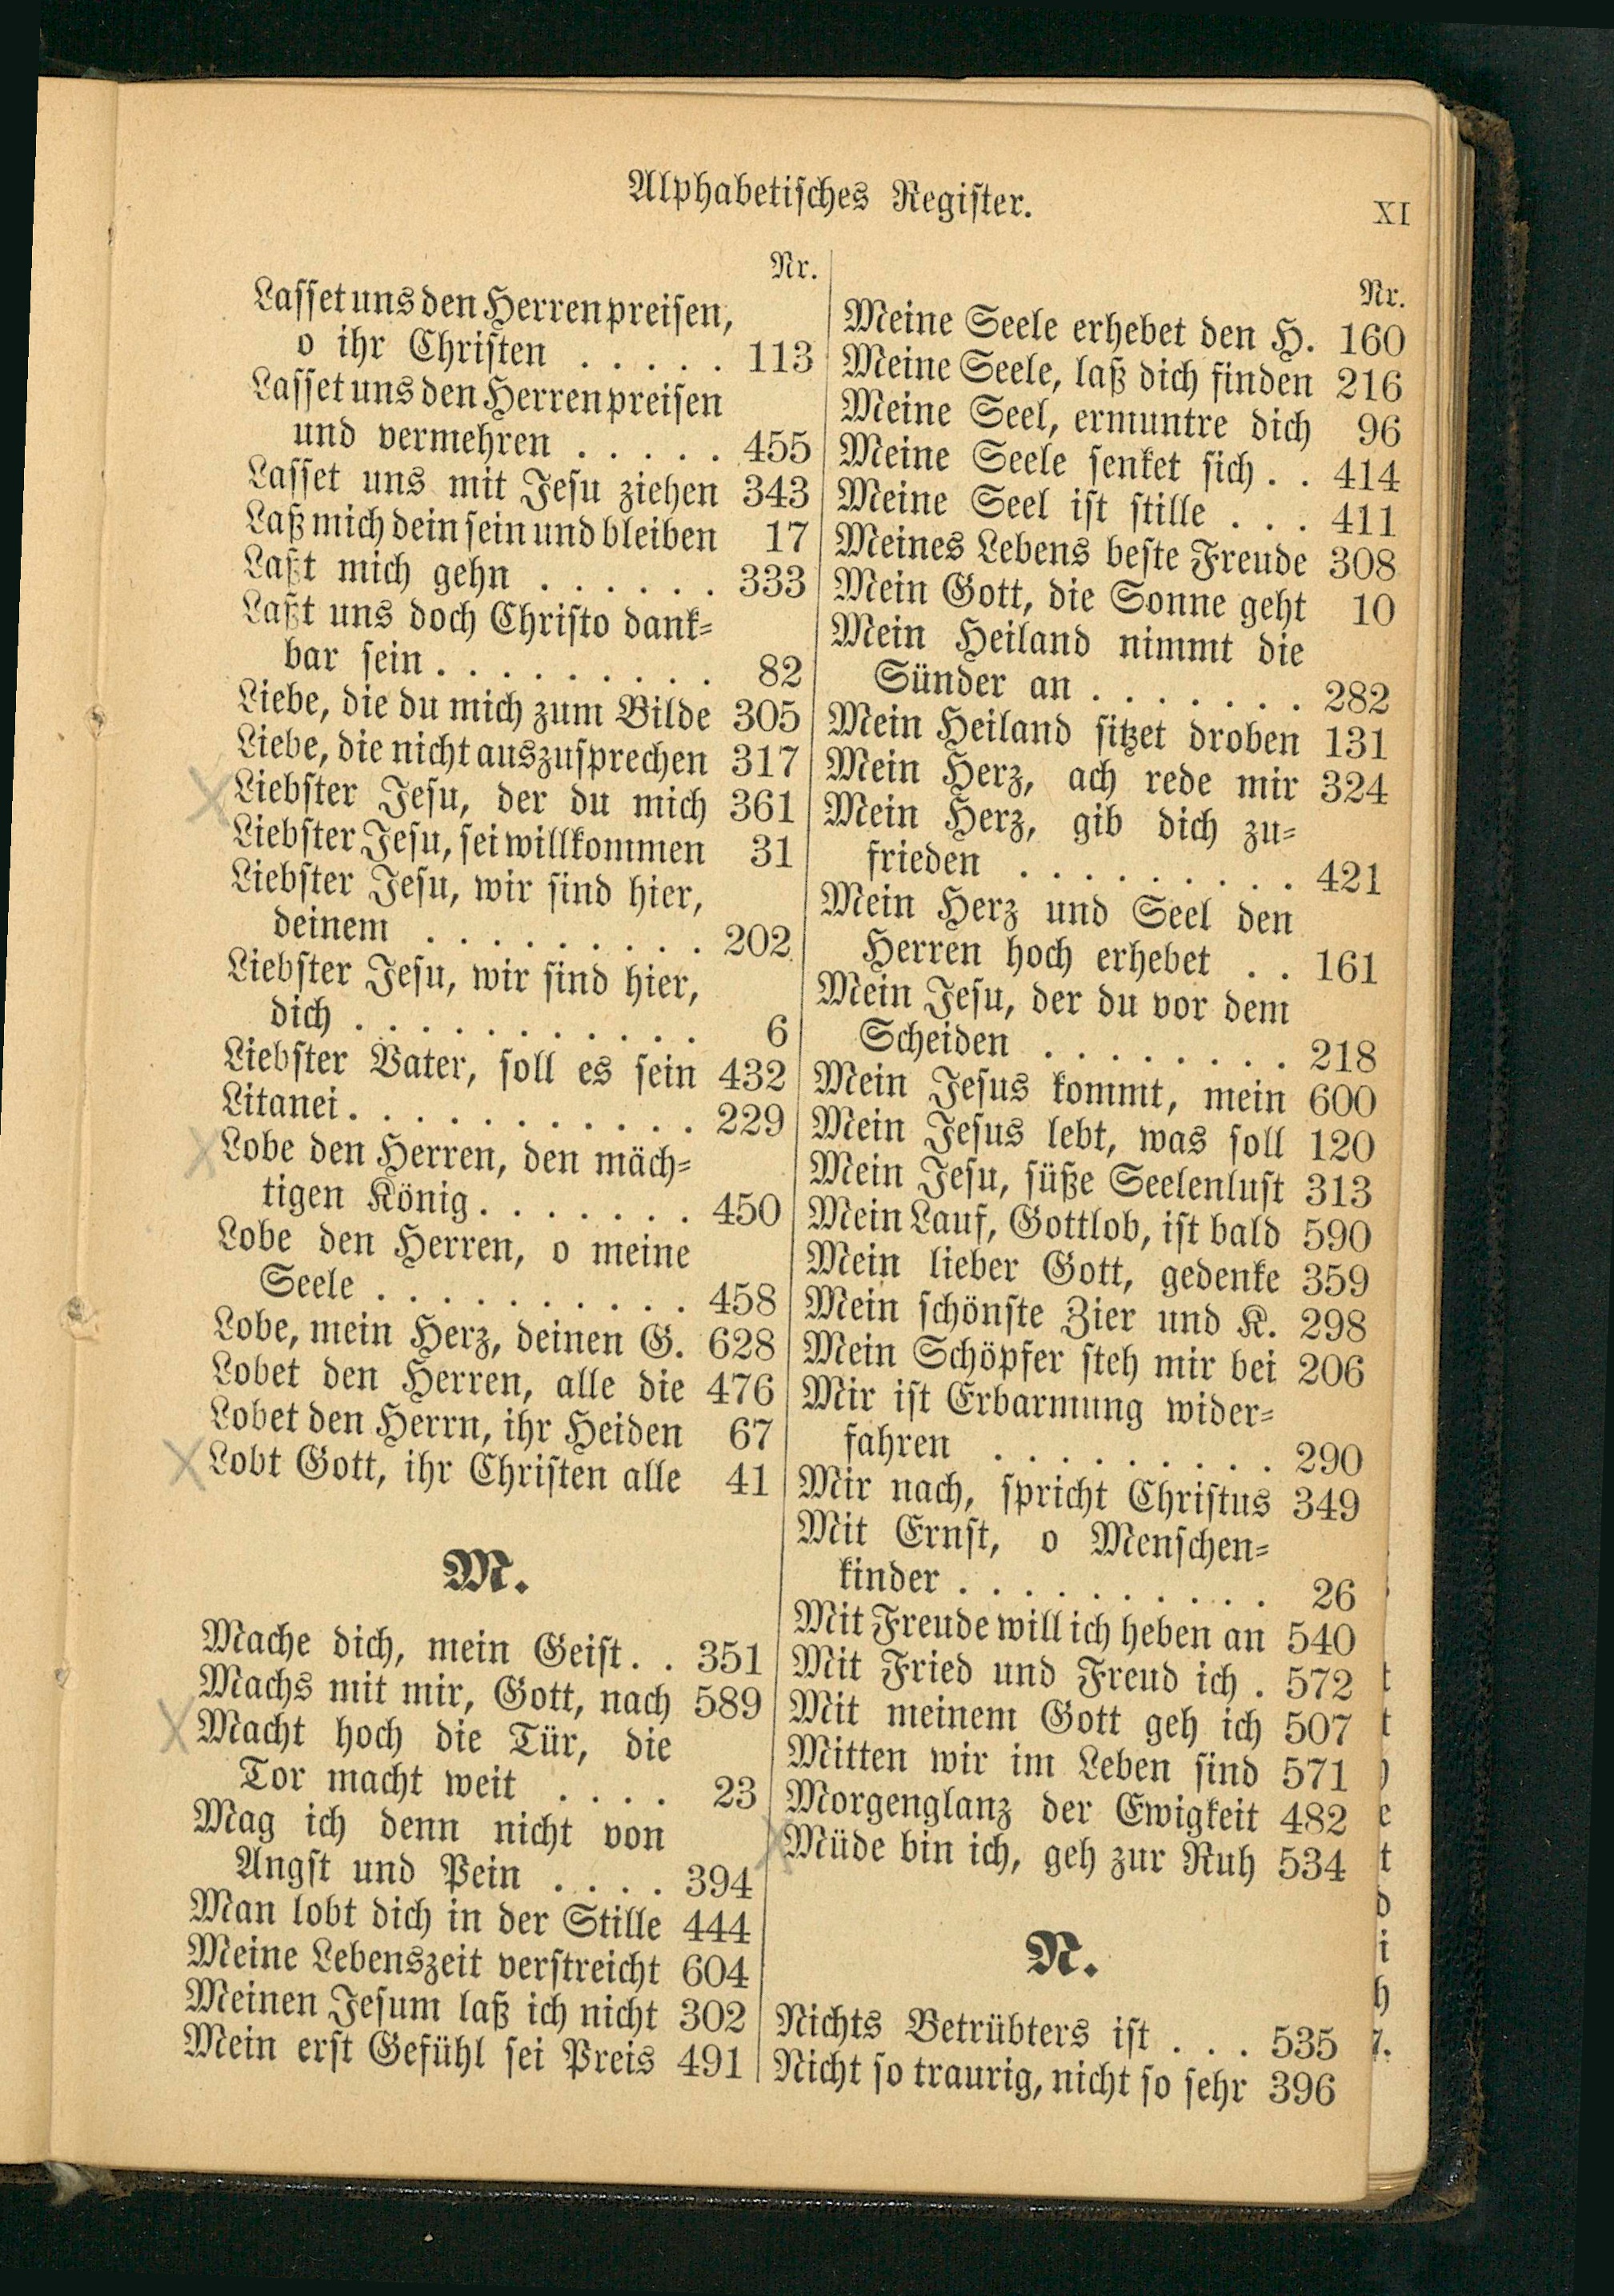 Alphabetisches Register.
XI
Nr.
Lasset uns den Herren preisen,
o ihr Christen . . . . . 113
Lasset uns den Herren preisen
und vermehren . . . . . 455
Lasset uns mit Jesu ziehen 343
Laß mich dein sein und bleiben 17
Laßt mich gehn . . . . . . 333
Laßt uns doch Christo dank-
bar sein . . . . . . . . . 82
Liebe, die du mich zum Bilde 305
Liebe, die nicht auszusprechen 317
Liebster Jesu, der du mich 361
Liebster Jesu, sei willkommen 31
Liebster Jesu, wir sind hier,
deinem . . . . . . . . . 202
Liebster Jesu, wir sind hier,
dich . . . . . . . . . . . 6
Liebster Vater, soll es sein 432
Litanei . . . . . . . . . . . 229
Lobe den Herren, den mäch-
tigen König . . . . . . . 450
Lobe den Herren, o meine
Seele . . . . . . . . . . 458
Lobe, mein Herz, deinen G. 628
Lobet den Herren, alle die 476
Lobet den Herrn, ihr Heiden 67
Lobt Gott, ihr Christen alle 41
M.
Mache dich, mein Geist . . 351
Machs mit mir, Gott, nach 589
Macht hoch die Tür, die
Tor macht weit . . . . 23
Mag ich denn nicht von
Angst und Pein . . . . 394
Man lobt dich in der Stille 444
Meine Lebenszeit verstreicht 604
Meinen Jesum laß ich nicht 302
Mein erst Gefühl sei Preis 491
Nr.
Meine Seele erhebet den H. 160
Meine Seele, laß dich finden 216
Meine Seel, ermuntre dich 96
Meine Seele senket sich . . 414
Meine Seel ist stille . . . 411
Meines Lebens beste Freude 308
Mein Gott, die Sonne geht 10
Mein Heiland nimmt die
Sünder an . . . . . . . 282
Mein Heiland sitzet droben 131
Mein Herz, ach rede mir 324
Mein Herz, gib dich zu-
frieden . . . . . . . . . 421
Mein Herz und Seel den
Herren hoch erhebet . . 161
Mein Jesu, der du vor dem
Scheiden . . . . . . . . 218
Mein Jesus kommt, mein 600
Mein Jesus lebt, was soll 120
Mein Jesu, süße Seelenlust 313
Mein Lauf, Gottlob, ist bald 590
Mein lieber Gott, gedenke 359
Mein schönste Zier und K. 298
Mein Schöpfer steh mir bei 206
Mir ist Erbarmung wider-
fahren . . . . . . . . . 290
Mir nach, spricht Christus 349
Mit Ernst, o Menschen-
kinder . . . . . . . . . . 26
Mit Freude will ich heben an 540
Mit Fried und Freud ich . 572
Mit meinem Gott geh ich 507
Mitten wir im Leben sind 571
Morgenglanz der Ewigkeit 482
Müde bin ich, geh zur Ruh 534
N.
Nichts Betrübters ist . . . 535
Nicht so traurig, nicht so sehr 396